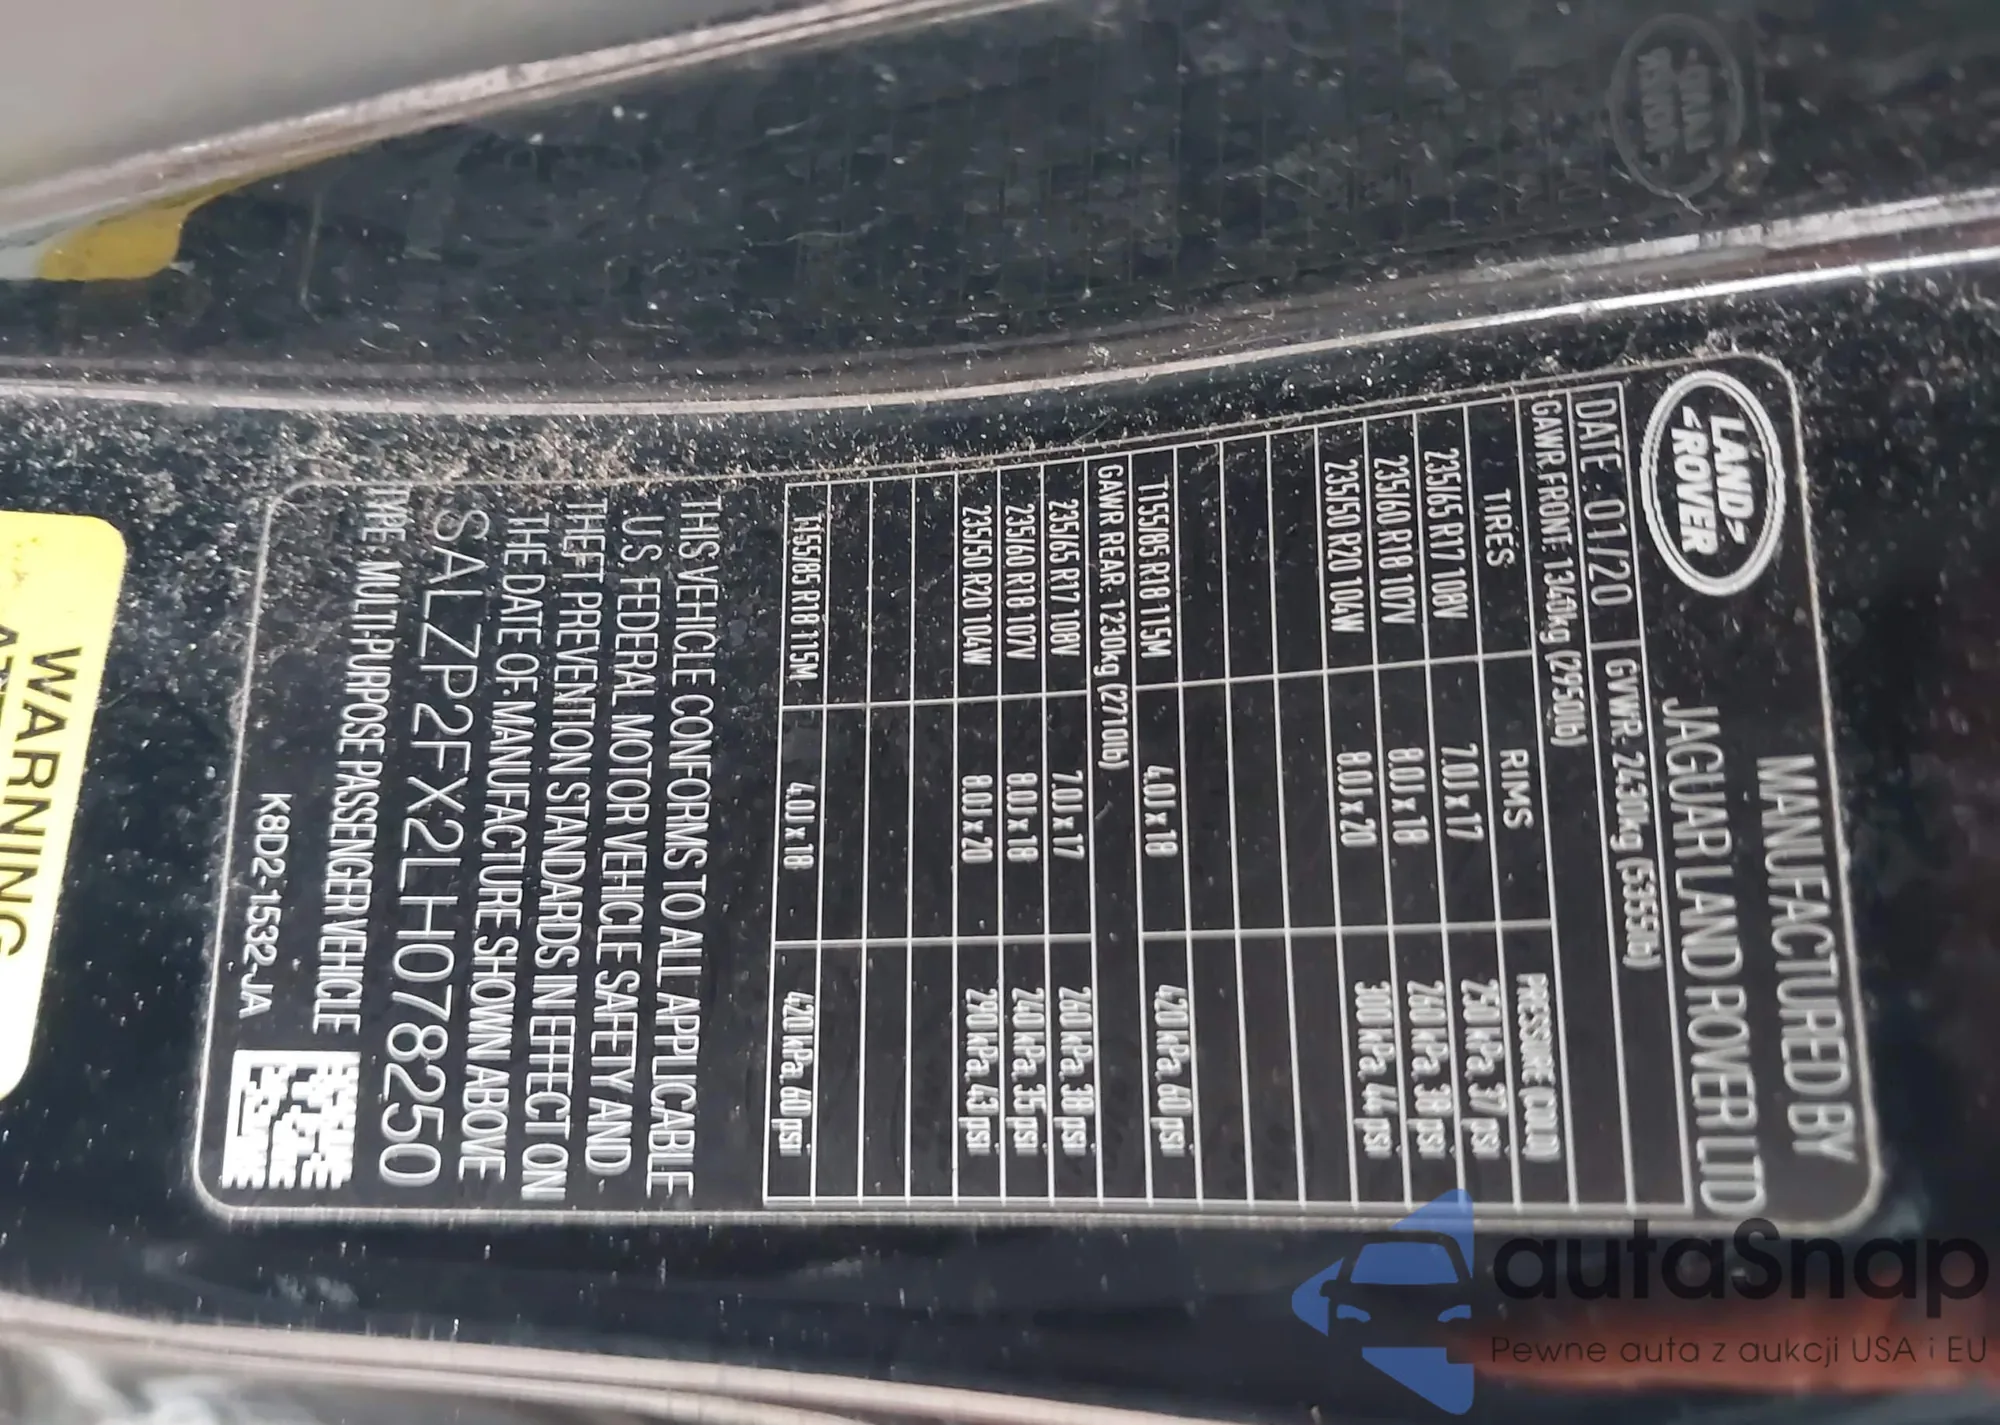 LAND
ROVER
MANUFACTURED BY
JAGUAR LAND ROVER LTD
DATE: 01/20 GVWR: 2430kg (5355lb)
GAWR FRONT: 1340kg (2950lb)
TIRES RIMS PRESSURE (COLD)
235/65 R17 108V 7.0J x 17 250 kPa, 37 psi
235/60 R18 107V 8.0J x 18 260 kPa, 38 psi
235/50 R20 104W 8.0J x 20 300 kPa, 44 psi
T155/85 R18 115M 4.0J x 18 420 kPa, 60 psi
GAWR REAR: 1230kg (2710lb)
235/65 R17 108V 7.0J x 17 260 kPa, 38 psi
235/60 R18 107V 8.0J x 18 240 kPa, 35 psi
235/50 R20 104W 8.0J x 20 290 kPa, 43 psi
T155/85 R18 115M 4.0J x 18 420 kPa, 60 psi
THIS VEHICLE CONFORMS TO ALL APPLICABLE
U.S. FEDERAL MOTOR VEHICLE SAFETY AND
THEFT PREVENTION STANDARDS IN EFFECT ON
THE DATE OF MANUFACTURE SHOWN ABOVE
SALZP2FX2LH078250
TYPE: MULTI-PURPOSE PASSENGER VEHICLE
K8D2-1532-JA
WARNING
LAND
ROVER
autaSnap
Pewne auta z aukcji USA i EU